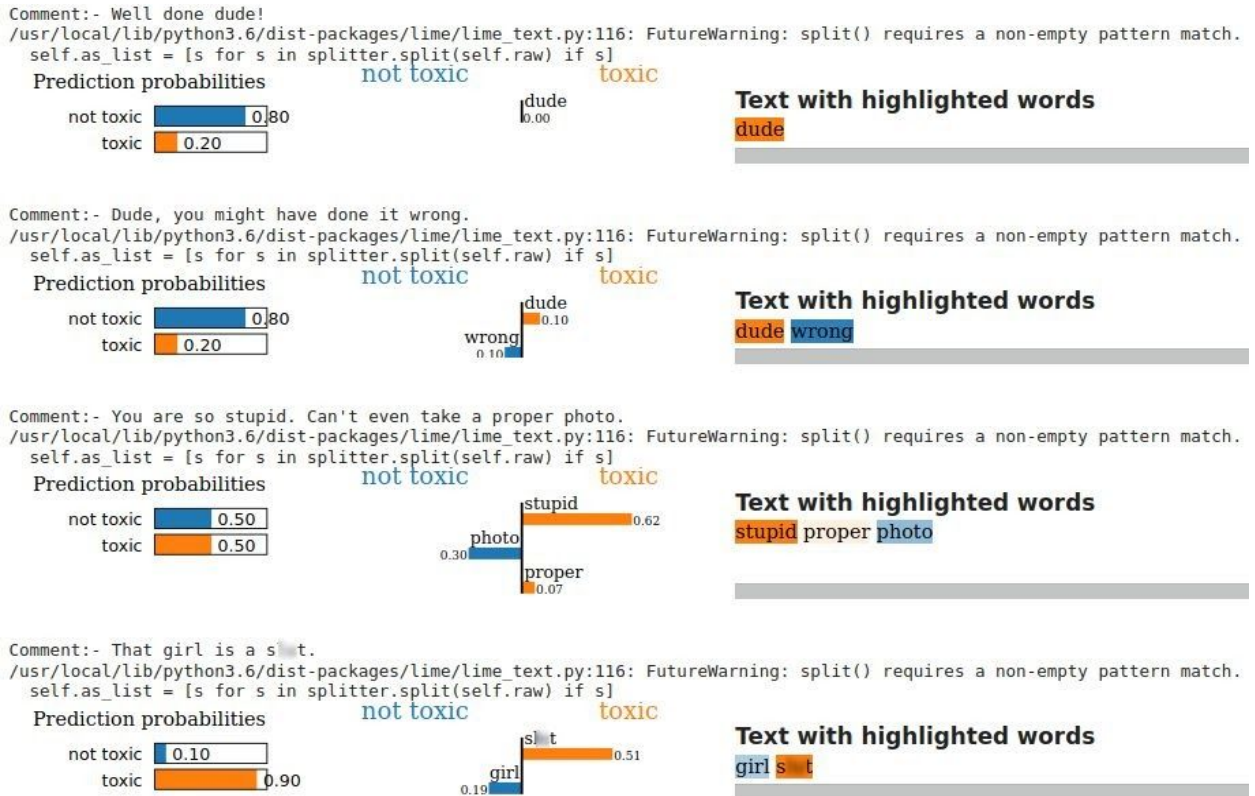 Comment:- Well done dude!
/usr/local/lib/python3.6/dist-packages/lime/lime_text.py:116: FutureWarning: split() requires a non-empty pattern match.
self.as_list = [s for s in splitter.split(self.raw) if s]
Prediction probabilities
not toxic 0.80
toxic 0.20
not toxic toxic
dude
0.00
Text with highlighted words
dude
Comment:- Dude, you might have done it wrong.
/usr/local/lib/python3.6/dist-packages/lime/lime_text.py:116: FutureWarning: split() requires a non-empty pattern match.
self.as_list = [s for s in splitter.split(self.raw) if s]
Prediction probabilities
not toxic 0.80
toxic 0.20
not toxic toxic
dude
0.10
wrong
0.10
Text with highlighted words
dude wrong
Comment:- You are so stupid. Can't even take a proper photo.
/usr/local/lib/python3.6/dist-packages/lime/lime_text.py:116: FutureWarning: split() requires a non-empty pattern match.
self.as_list = [s for s in splitter.split(self.raw) if s]
Prediction probabilities
not toxic 0.50
toxic 0.50
not toxic toxic
stupid
0.62
photo
0.30
proper
0.07
Text with highlighted words
stupid proper photo
Comment:- That girl is a
/usr/local/lib/python3.6/dist-packages/lime/lime_text.py:116: FutureWarning: split() requires a non-empty pattern match.
self.as_list = [s for s in splitter.split(self.raw) if s]
Prediction probabilities
not toxic 0.10
toxic 0.90
not toxic toxic
0.51
girl
0.19
Text with highlighted words
girl